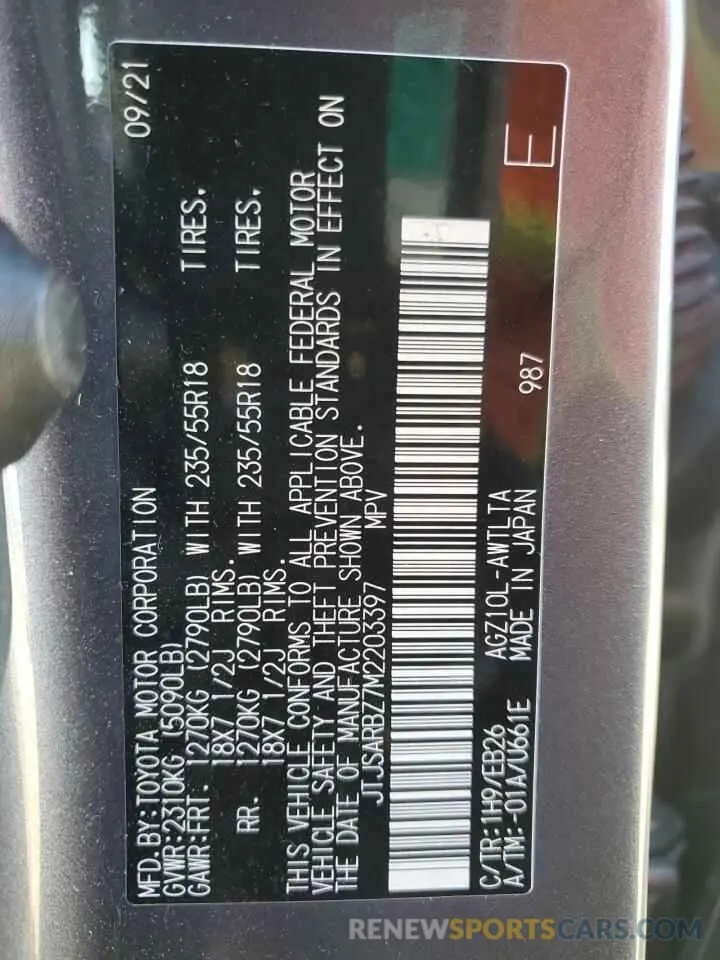 MFD.BY:TOYOTA MOTOR CORPORATION 09/21
GVWR:2310KG (5090LB)
GAWR:FRT. 1270KG (2790LB) WITH 235/55R18 TIRES.
18X7 1/2J RIMS.
RR. 1270KG (2790LB) WITH 235/55R18 TIRES.
18X7 1/2J RIMS.
THIS VEHICLE CONFORMS TO ALL APPLICABLE FEDERAL MOTOR
VEHICLE SAFETY AND THEFT PREVENTION STANDARDS IN EFFECT ON
THE DATE OF MANUFACTURE SHOWN ABOVE.
JTJSARBZ7M2203397 MPV
C/TR:1H9/EB26 AGZ10L-AWTLTA
A/TM:-01A/U661E MADE IN JAPAN 987 E
RENEWSPORTSCARS.COM